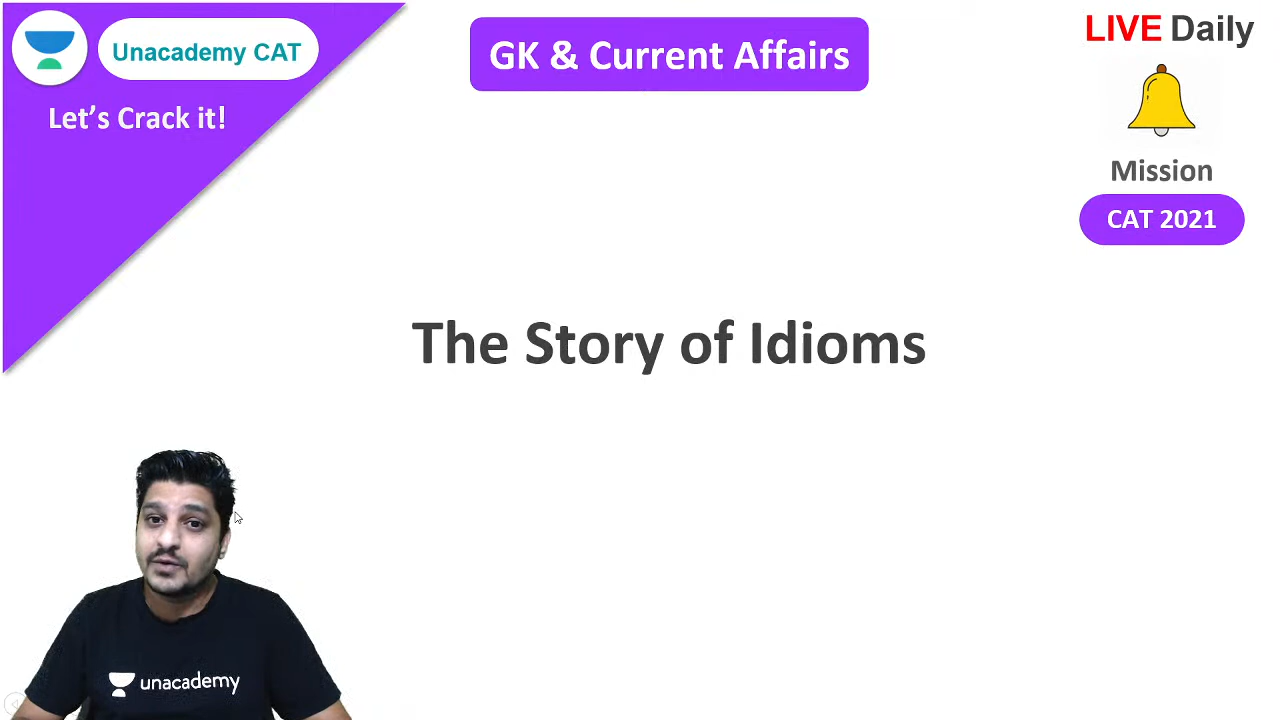 Unacademy CAT
Let's Crack it!
GK & Current Affairs
LIVE Daily
Mission
CAT 2021
The Story of Idioms
unacademy